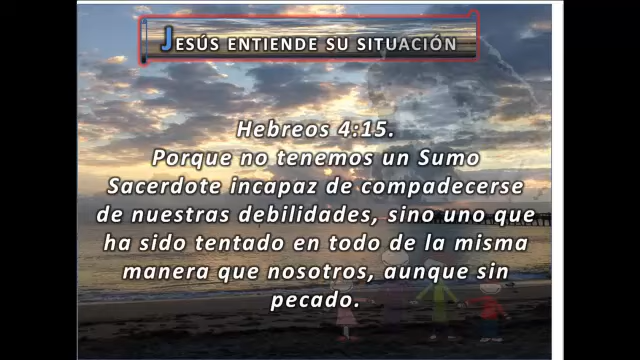 JESÚS ENTIENDE SU SITUACIÓN
Hebreos 4:15.
Porque no tenemos un Sumo
Sacerdote incapaz de compadecerse
de nuestras debilidades, sino uno que
ha sido tentado en todo de la misma
manera que nosotros, aunque sin
pecado.